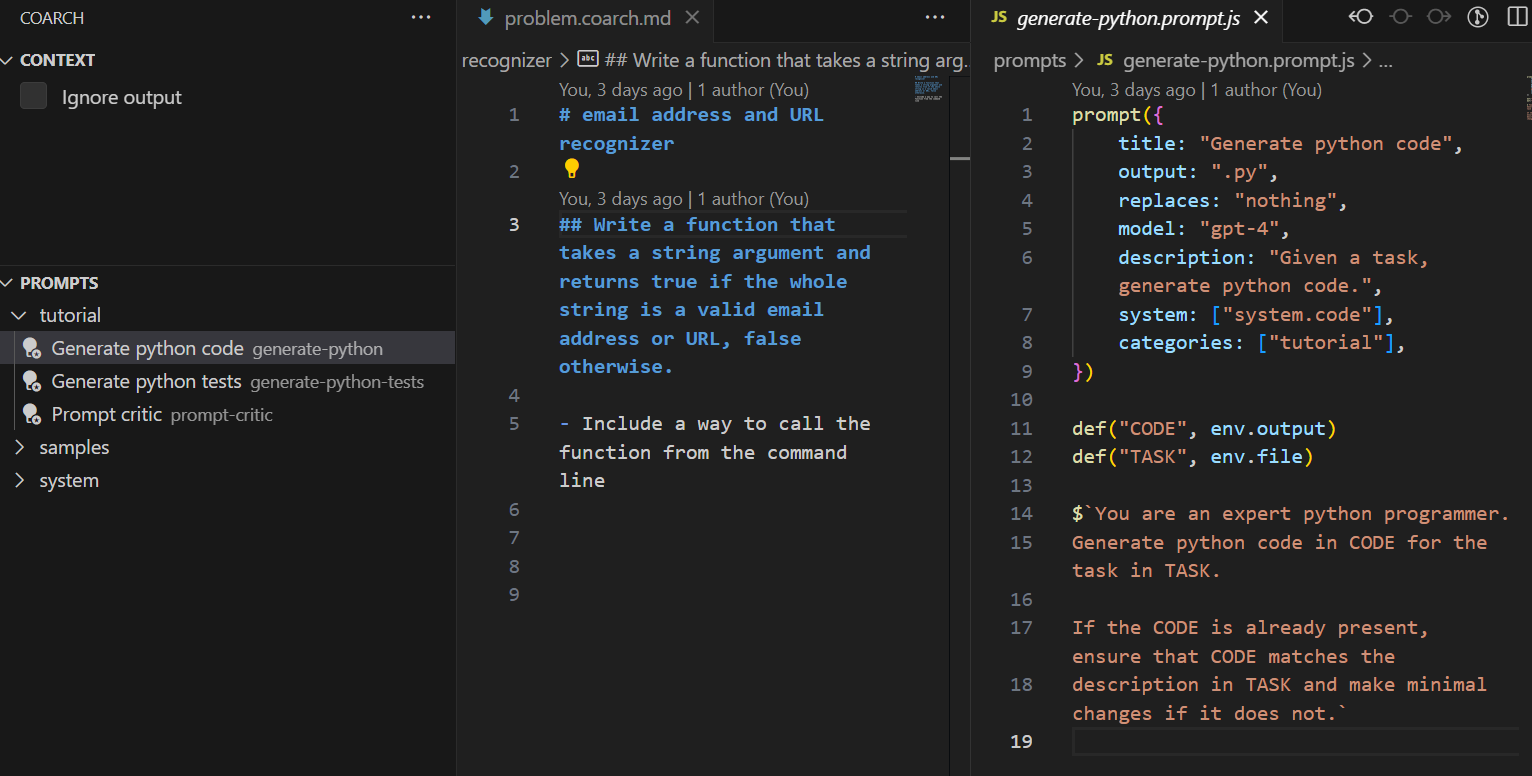 COARCH
CONTEXT
Ignore output
PROMPTS
tutorial
Generate python code generate-python
Generate python tests generate-python-tests
Prompt critic prompt-critic
samples
system
problem.coarch.md
recognizer > abc ## Write a function that takes a string arg...
You, 3 days ago | 1 author (You)
1 # email address and URL
recognizer
2
You, 3 days ago | 1 author (You)
3 ## Write a function that
takes a string argument and
returns true if the whole
string is a valid email
address or URL, false
otherwise.
4
5 - Include a way to call the
function from the command
line
6
7
8
9
JS generate-python.prompt.js
prompts > JS generate-python.prompt.js > ...
You, 3 days ago | 1 author (You)
1 prompt({
2 title: "Generate python code",
3 output: ".py",
4 replaces: "nothing",
5 model: "gpt-4",
6 description: "Given a task,
generate python code.",
7 system: ["system.code"],
8 categories: ["tutorial"],
9 })
10
11 def("CODE", env.output)
12 def("TASK", env.file)
13
14 $`You are an expert python programmer.
15 Generate python code in CODE for the
task in TASK.
16
17 If the CODE is already present,
ensure that CODE matches the
18 description in TASK and make minimal
changes if it does not.`
19